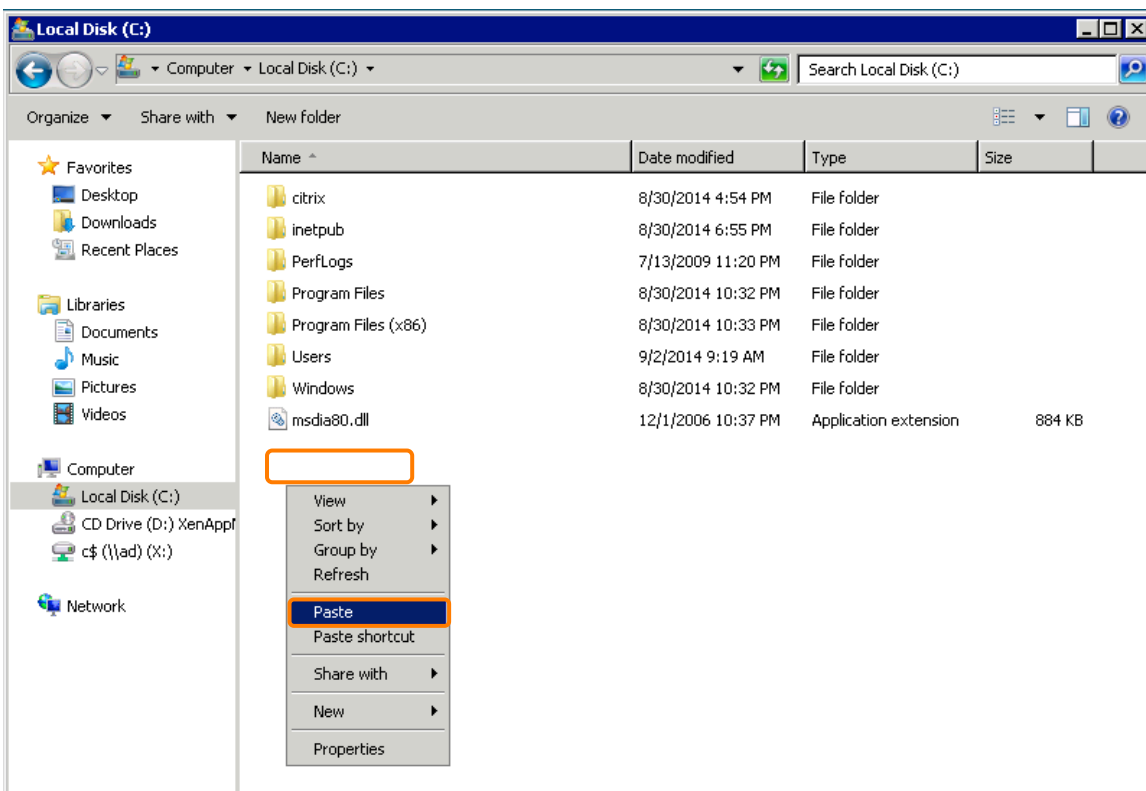 Local Disk (C:)
Computer Local Disk (C:) Search Local Disk (C:)
Organize Share with New folder
Name Date modified Type Size
Favorites
Desktop
Downloads
Recent Places
Libraries
Documents
Music
Pictures
Videos
Computer
Local Disk (C:)
CD Drive (D:) XenApp
c$ (\\ad) (X:)
Network
citrix 8/30/2014 4:54 PM File folder
inetpub 8/30/2014 6:55 PM File folder
PerfLogs 7/13/2009 11:20 PM File folder
Program Files 8/30/2014 10:32 PM File folder
Program Files (x86) 8/30/2014 10:33 PM File folder
Users 9/2/2014 9:19 AM File folder
Windows 8/30/2014 10:32 PM File folder
msdia80.dll 12/1/2006 10:37 PM Application extension 884 KB
View
Sort by
Group by
Refresh
Paste
Paste shortcut
Share with
New
Properties